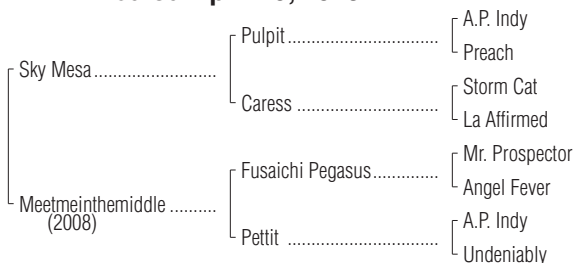 A.P. Indy
Pulpit
Preach
Sky Mesa
Storm Cat
Caress
La Affirmed
Mr. Prospector
Fusaichi Pegasus
Angel Fever
Meetmeinthemiddle
(2008)
A.P. Indy
Pettit
Undeniably